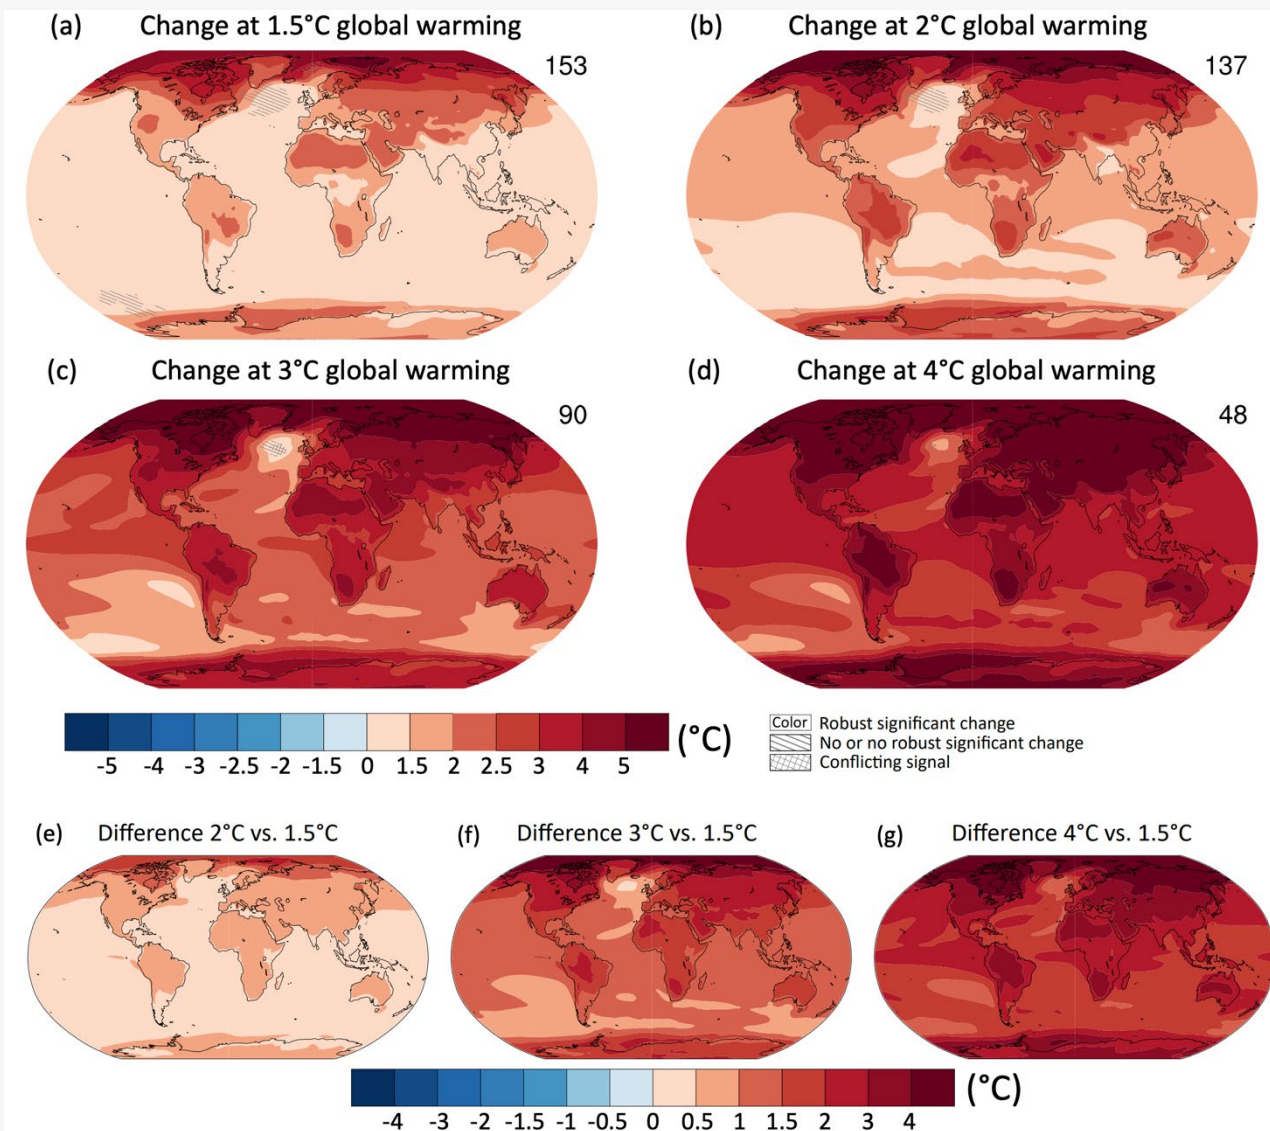 (a) Change at 1.5°C global warming
153
(b) Change at 2°C global warming
137
(c) Change at 3°C global warming
90
(d) Change at 4°C global warming
48
-5 -4 -3 -2.5 -2 -1.5 0 1.5 2 2.5 3 4 5 (°C)
Color Robust significant change
No or no robust significant change
Conflicting signal
(e) Difference 2°C vs. 1.5°C
(f) Difference 3°C vs. 1.5°C
(g) Difference 4°C vs. 1.5°C
-4 -3 -2 -1.5 -1 -0.5 0 0.5 1 1.5 2 3 4 (°C)